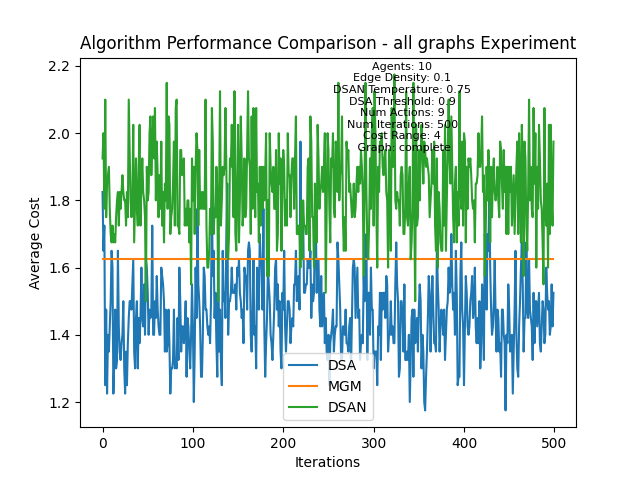 Algorithm Performance Comparison - all graphs Experiment
Agents: 10
Edge Density: 0.1
DSAN Temperature: 0.75
DSA Threshold: 0.9
Num Actions: 9
Num Iterations: 500
Cost Range: 4
Graph: complete
2.2
2.0
1.8
1.6
1.4
1.2
Average Cost
DSA
MGM
DSAN
0 100 200 300 400 500
Iterations